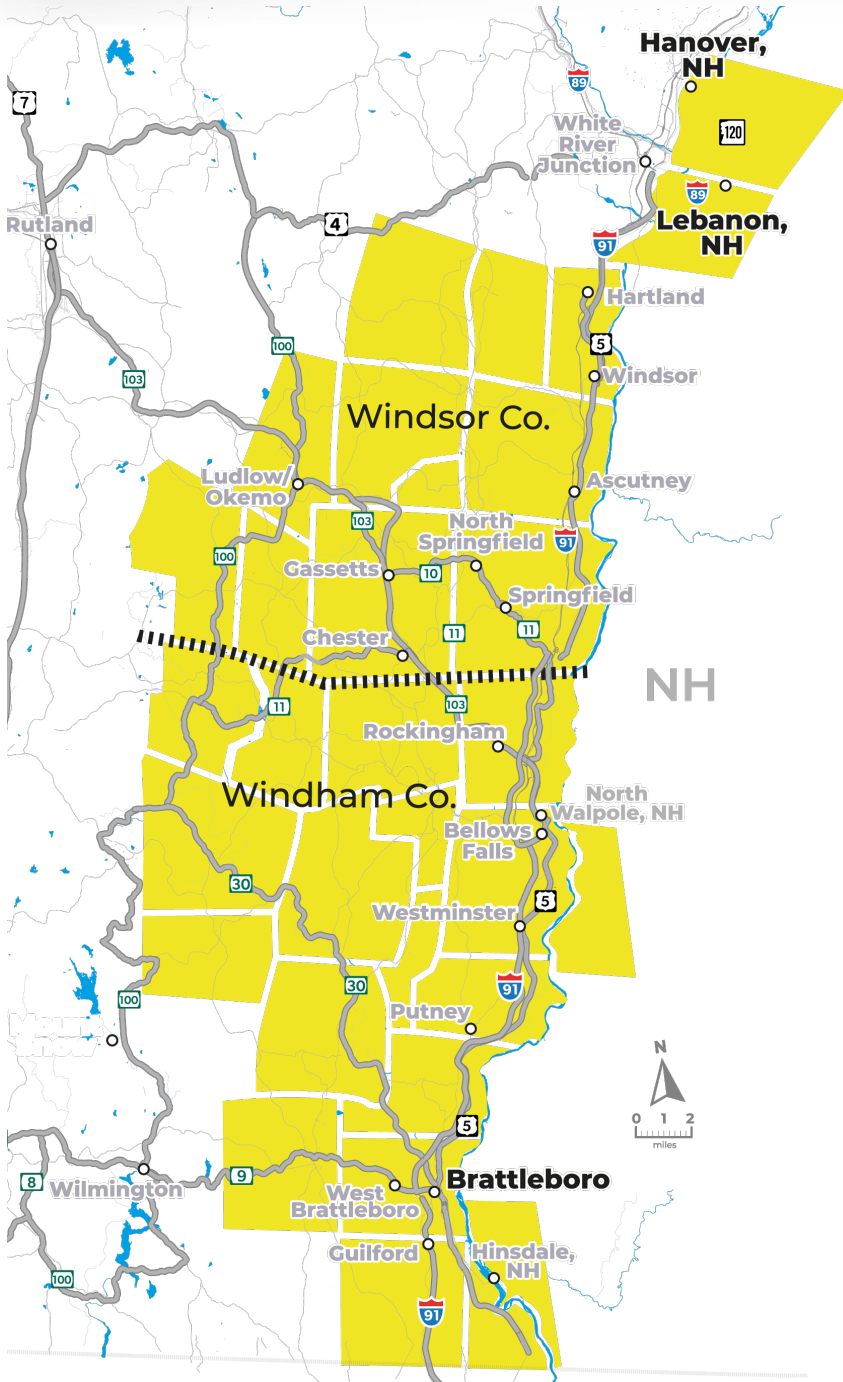 Hanover,
NH
89
7
120
White
River
Junction
89
4
Rutland
Lebanon,
NH
91
Hartland
5
100
Windsor
103
Windsor Co.
Ludlow/
Okemo
Ascutney
103
North
Springfield
91
100
Gassetts
10
Springfield
11
11
Chester
NH
11
103
Rockingham
Windham Co.
North
Walpole, NH
Bellows
Falls
30
5
Westminster
30
91
100
Putney
N
0 1 2
miles
5
9
8
Wilmington
Brattleboro
West
Brattleboro
Guilford
Hinsdale,
NH
100
91